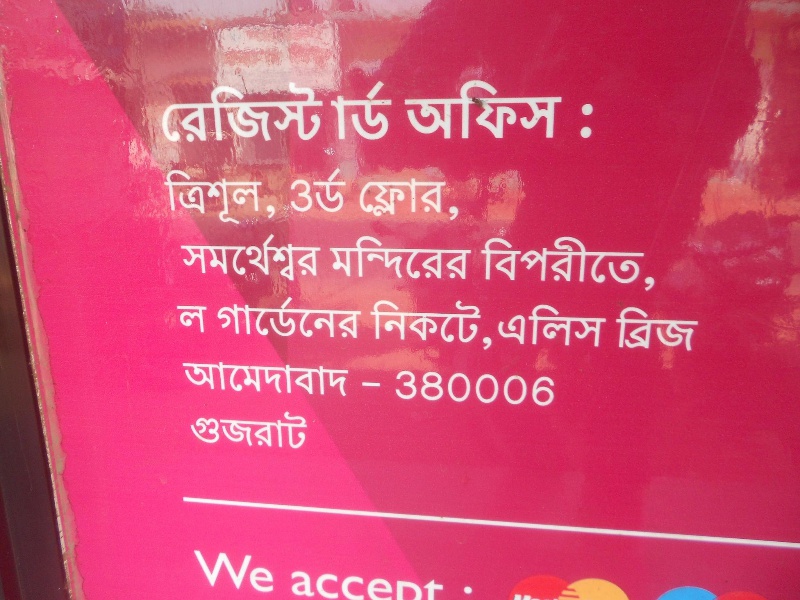 রেজিস্টার্ড অফিস :
ত্রিশূল, 3র্ড ফ্লোর,
সমর্থেশ্বর মন্দিরের বিপরীতে,
ল গার্ডেনের নিকটে,এলিস ব্রিজ
আমেদাবাদ – 380006
গুজরাট
We accept :